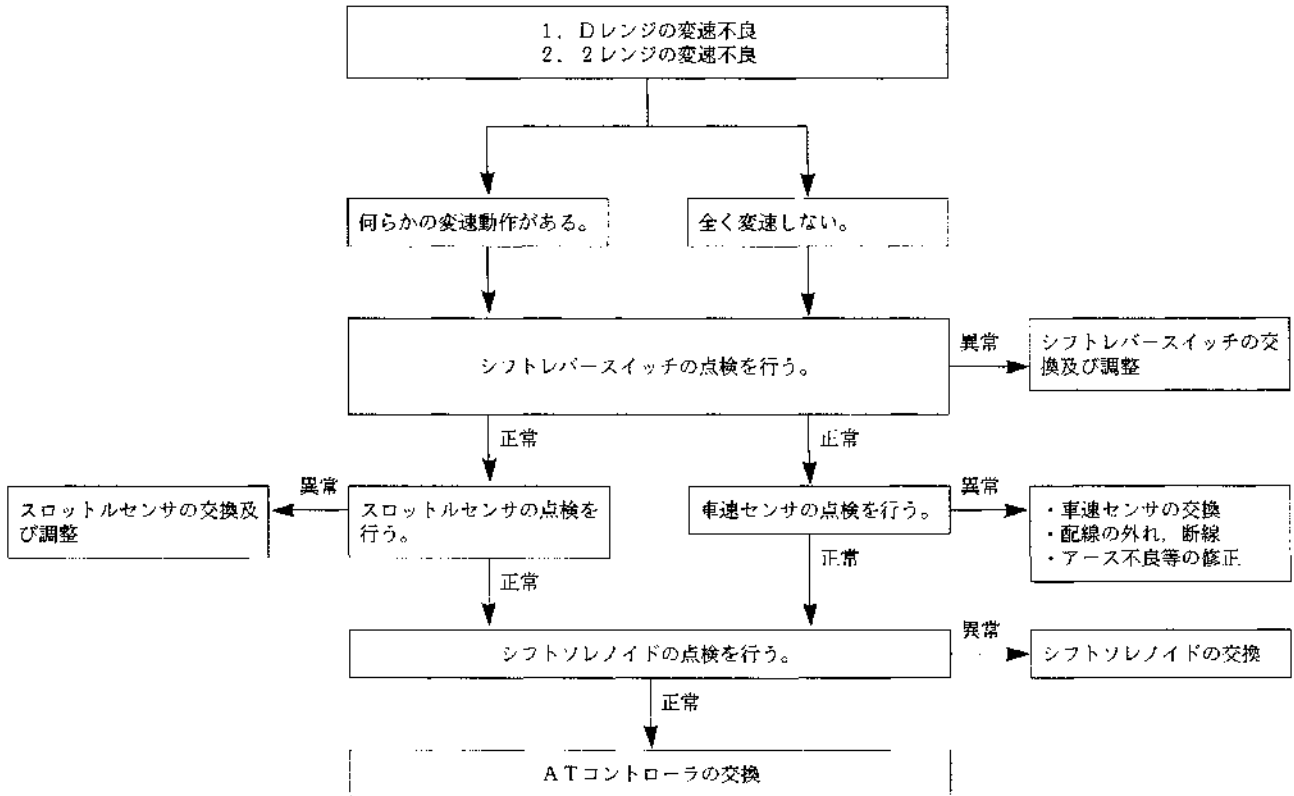 1．Dレンジの変速不良
2．2レンジの変速不良
何らかの変速動作がある。
全く変速しない。
シフトレバースイッチの点検を行う。
異常
シフトレバースイッチの交
換及び調整
正常
正常
スロットルセンサの交換及
び調整
異常
スロットルセンサの点検を
行う。
車速センサの点検を行う。
異常
・車速センサの交換
・配線の外れ，断線
・アース不良等の修正
正常
正常
シフトソレノイドの点検を行う。
異常
シフトソレノイドの交換
正常
ATコントローラの交換